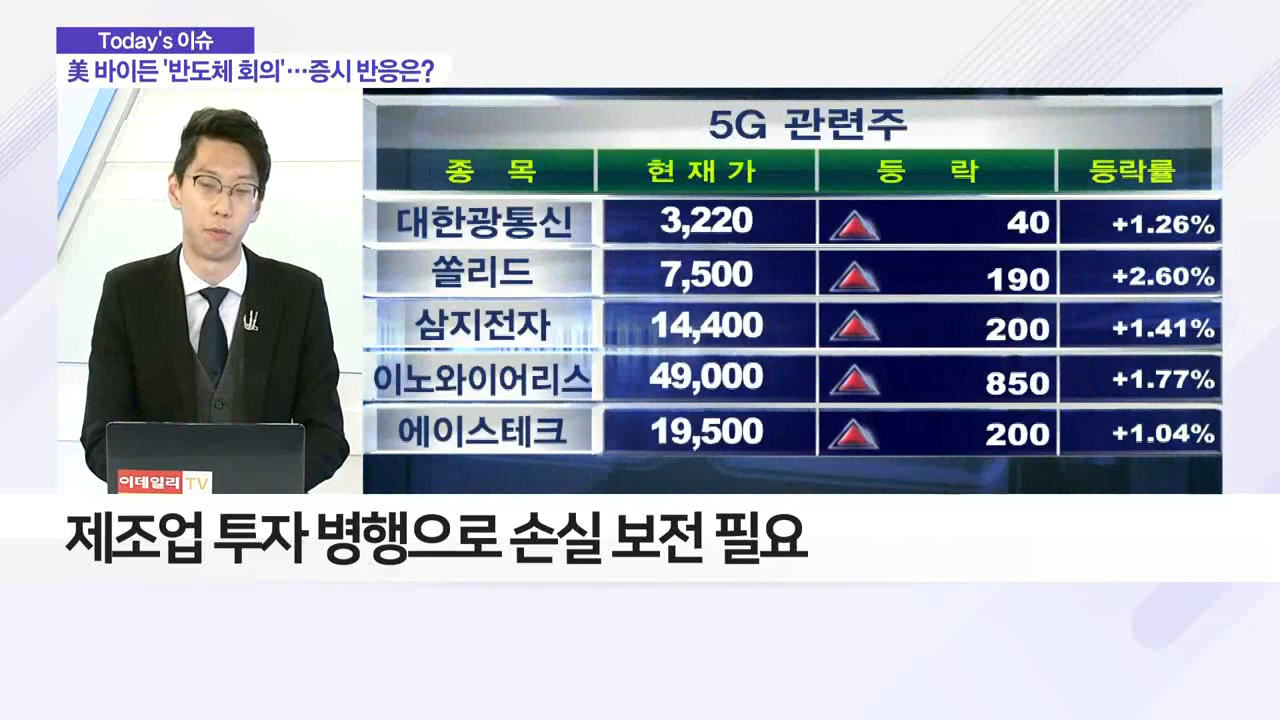 Today's 이슈
美 바이든 '반도체 회의'…증시 반응은?
5G 관련주
종 목 현 재 가 등 락 등락률
대한광통신 3,220 ▲ 40 +1.26%
쏠리드 7,500 ▲ 190 +2.60%
삼지전자 14,400 ▲ 200 +1.41%
이노와이어리스 49,000 ▲ 850 +1.77%
에이스테크 19,500 ▲ 200 +1.04%
이데일리TV
제조업 투자 병행으로 손실 보전 필요